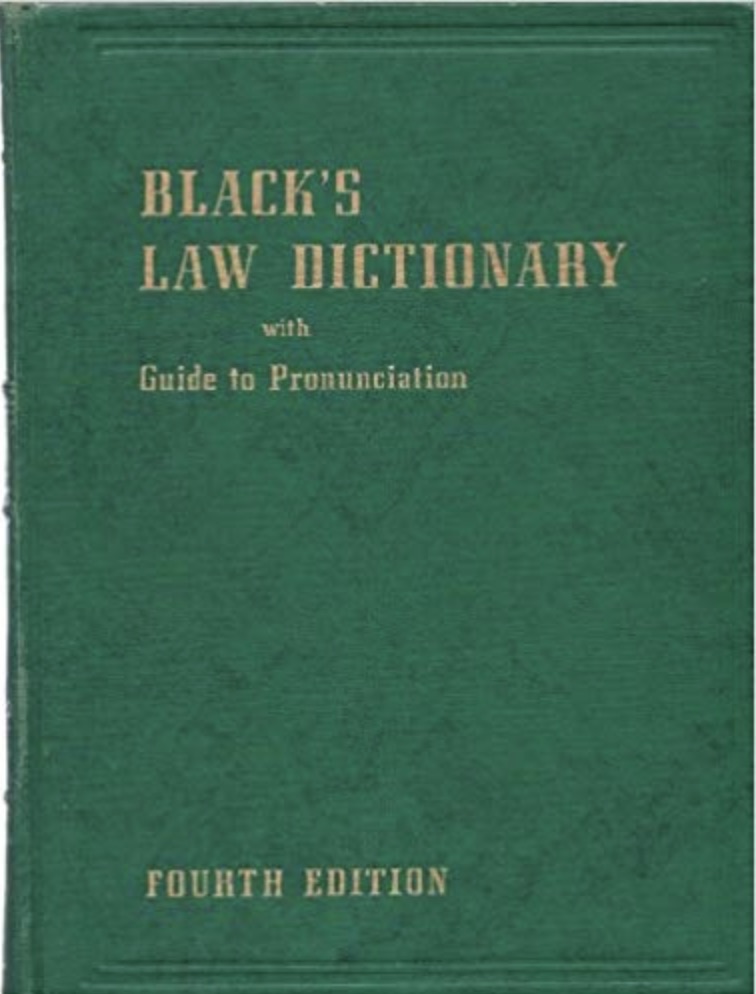 BLACK'S
LAW DICTIONARY
with
Guide to Pronunciation
FOURTH EDITION